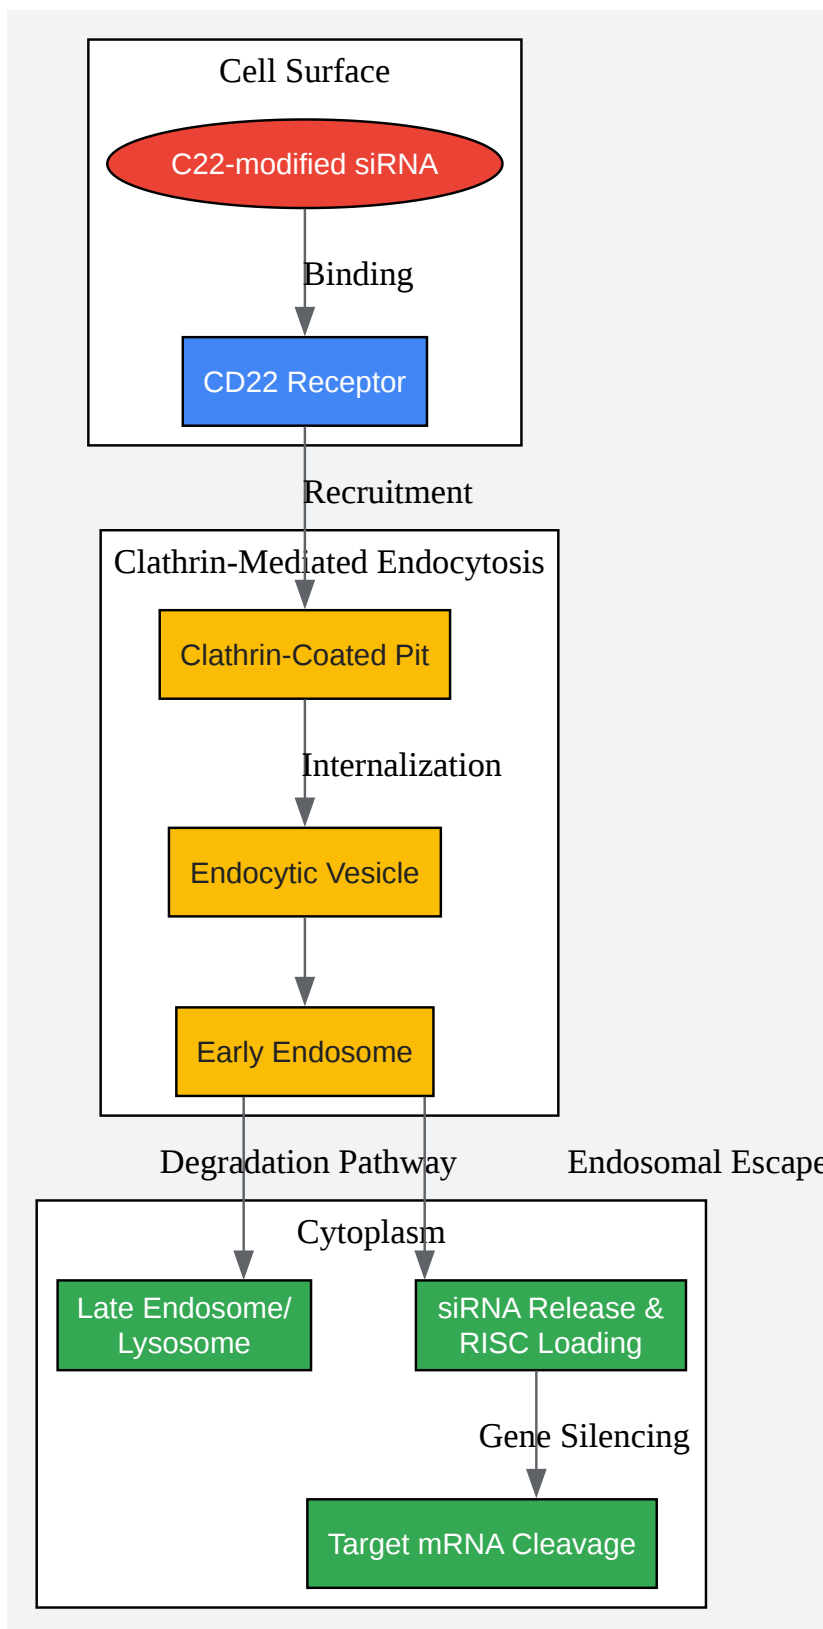 Cell Surface
C22-modified siRNA
Binding
CD22 Receptor
Recruitment
Clathrin-Mediated Endocytosis
Clathrin-Coated Pit
Internalization
Endocytic Vesicle
Early Endosome
Degradation Pathway
Endosomal Escape
Cytoplasm
Late Endosome/
Lysosome
siRNA Release &
RISC Loading
Gene Silencing
Target mRNA Cleavage